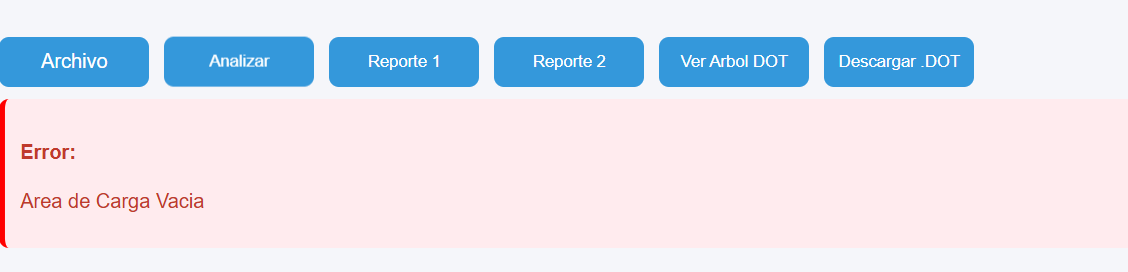 Archivo Analizar Reporte 1 Reporte 2 Ver Arbol DOT Descargar .DOT
Error:
Area de Carga Vacia